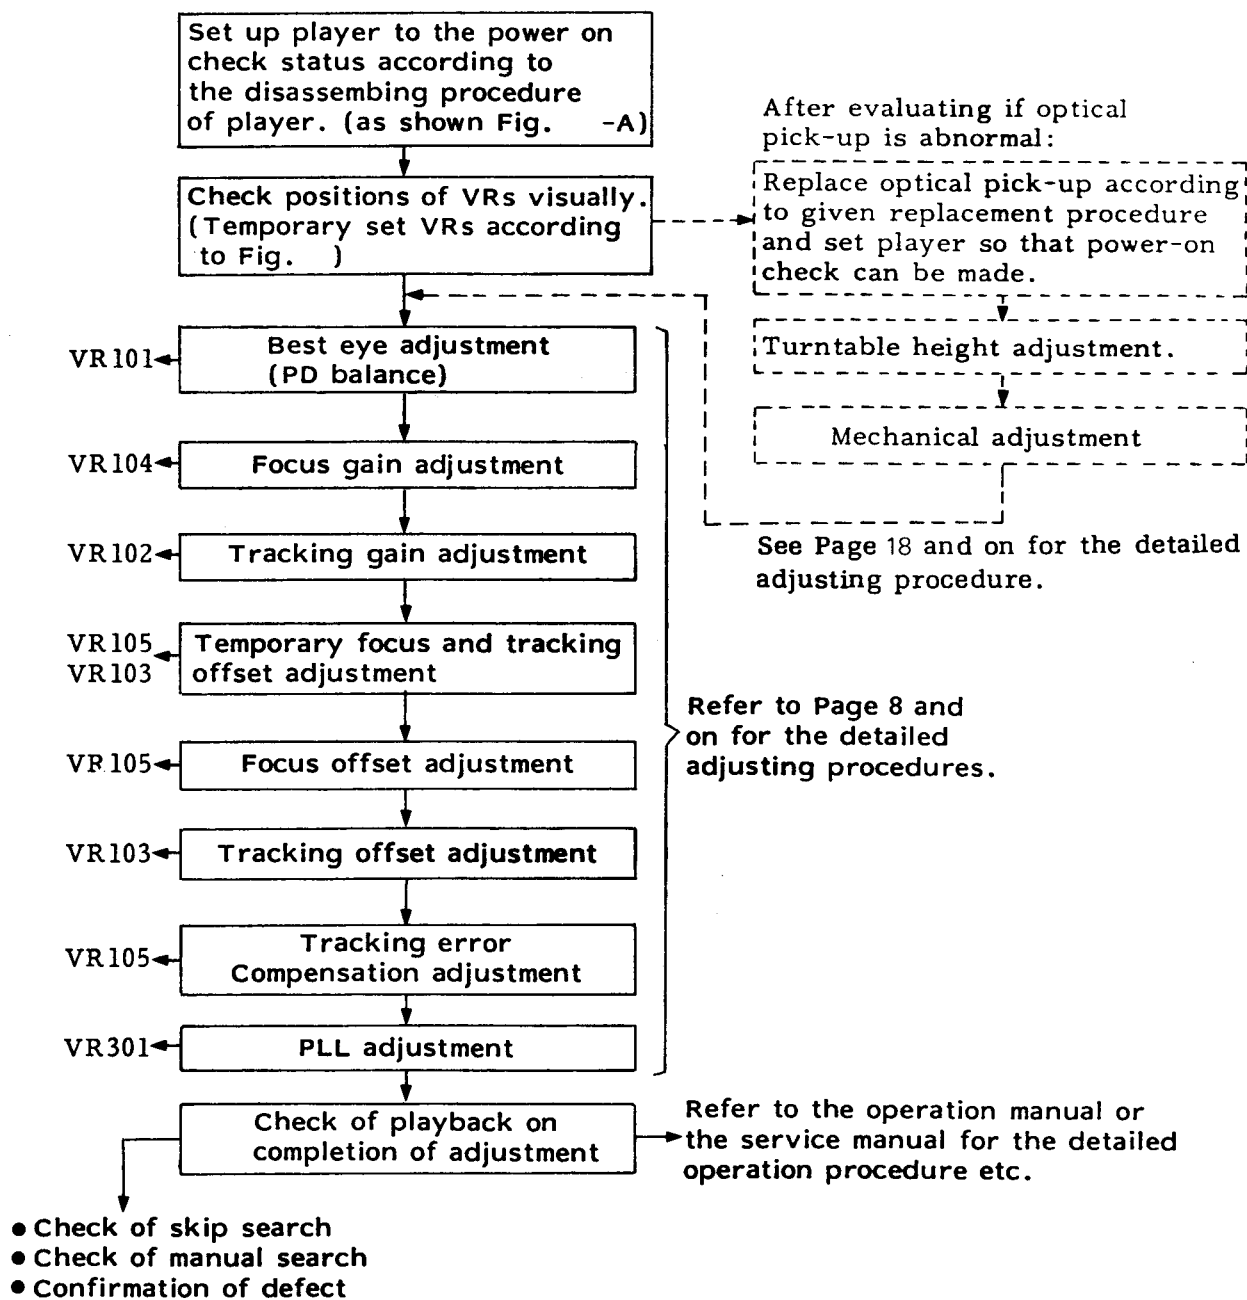 Set up player to the power on
check status according to
the disassembing procedure
of player. (as shown Fig.    -A)
Check positions of VRs visually.
(Temporary set VRs according
to Fig.   )
After evaluating if optical
pick-up is abnormal:
Replace optical pick-up according
to given replacement procedure
and set player so that power-on
check can be made.
Turntable height adjustment.
Mechanical adjustment
See Page 18 and on for the detailed
adjusting procedure.
VR101
Best eye adjustment
(PD balance)
VR104
Focus gain adjustment
VR102
Tracking gain adjustment
VR105
VR103
Temporary focus and tracking
offset adjustment
VR105
Focus offset adjustment
VR103
Tracking offset adjustment
VR105
Tracking error
Compensation adjustment
VR301
PLL adjustment
Refer to Page 8 and
on for the detailed
adjusting procedures.
Check of playback on
completion of adjustment
Refer to the operation manual or
the service manual for the detailed
operation procedure etc.
• Check of skip search
• Check of manual search
• Confirmation of defect